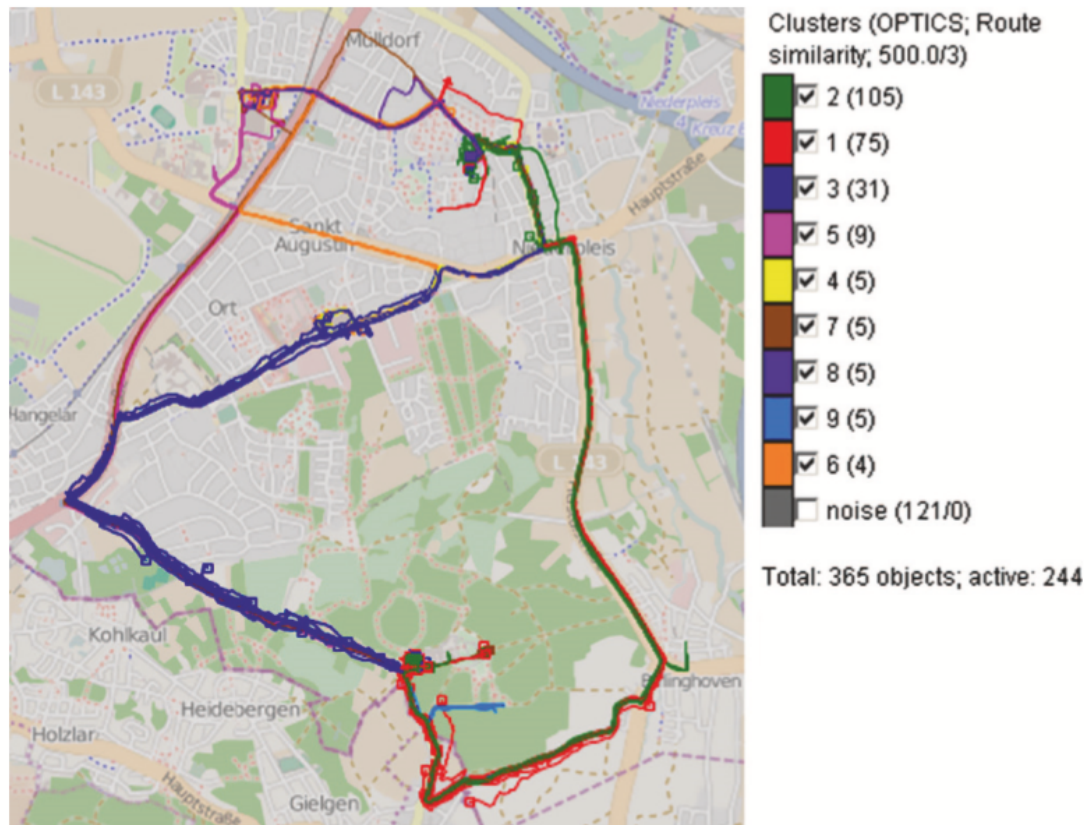 Clusters (OPTICS; Route
similarity; 500.0/3)
2 (105)
1 (75)
3 (31)
5 (9)
4 (5)
7 (5)
8 (5)
9 (5)
6 (4)
noise (121/0)
Total: 365 objects; active: 244
Mülldorf
L 143
Niederpleis
4 Kreuz
Hauptstraße
Sankt
Augustin
Ort
Hangelar
L 143
Kohlkaul
Heidebergen
Holzlar
Hauptstraße
Gielgen